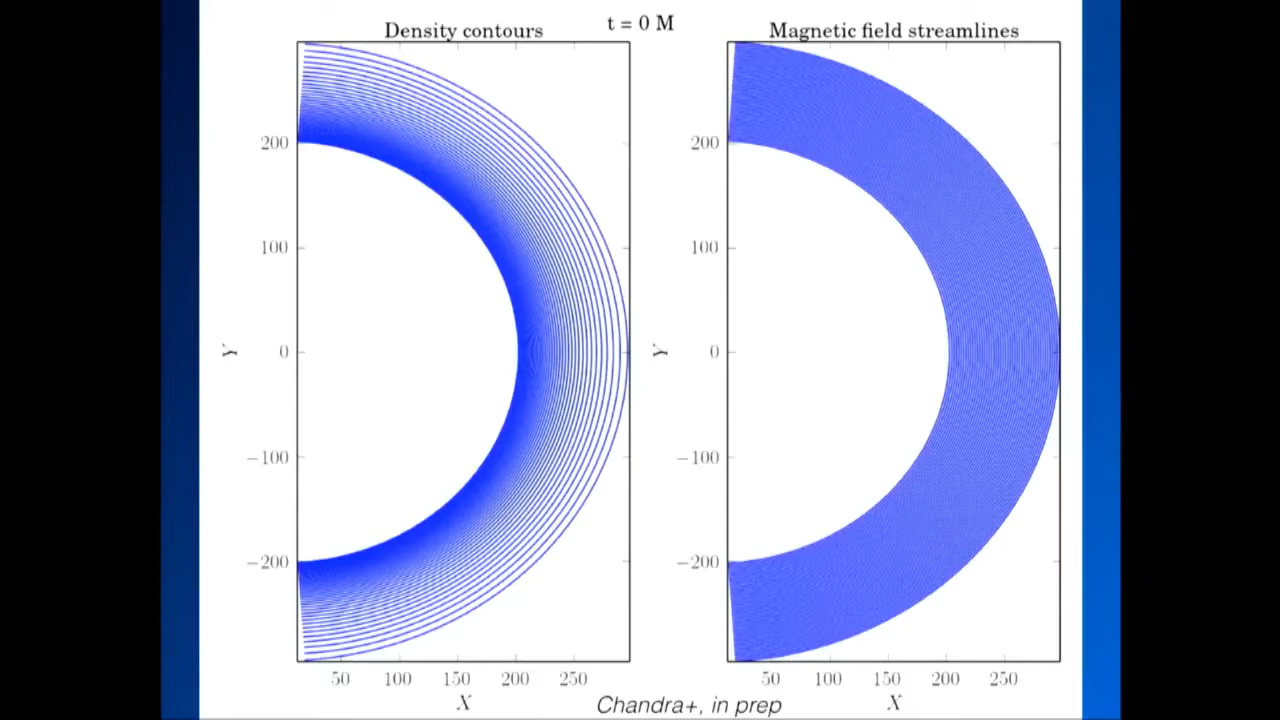 t = 0 M
Density contours
Magnetic field streamlines
200
100
0
−100
−200
Y
50 100 150 200 250
X
200
100
0
−100
−200
Y
50 100 150 200 250
X
Chandra+, in prep